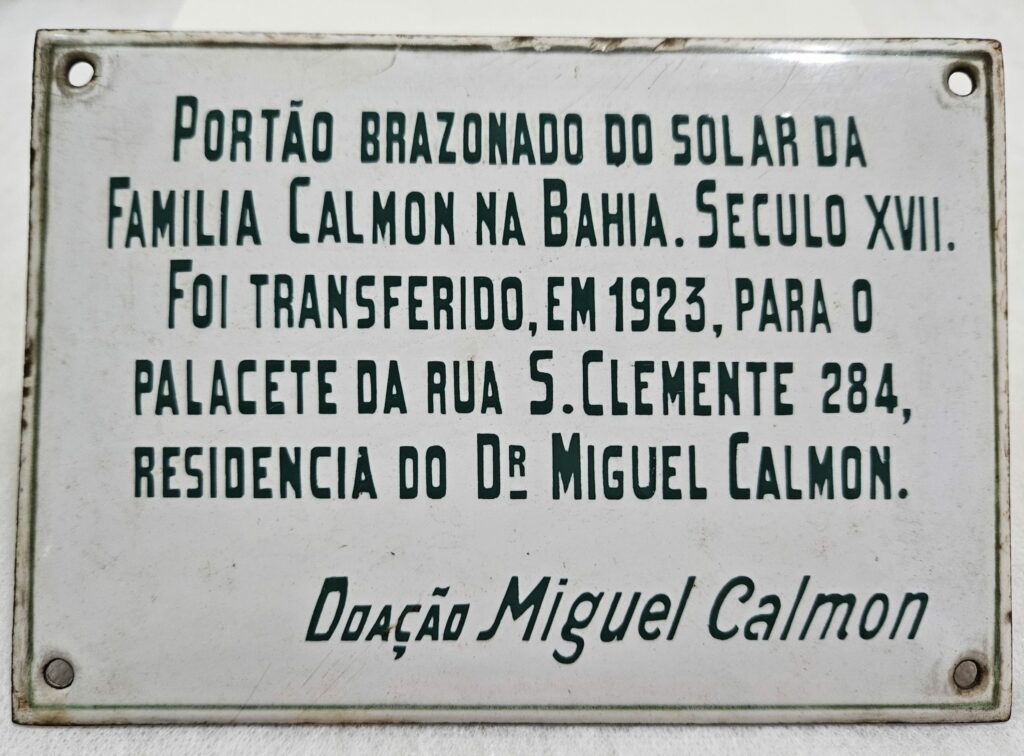 PORTÃO BRAZONADO DO SOLAR DA
FAMILIA CALMON NA BAHIA. SECULO XVII.
FOI TRANSFERIDO, EM 1923, PARA O
PALACETE DA RUA S. CLEMENTE 284,
RESIDENCIA DO DR MIGUEL CALMON.
DOAÇÃO Miguel Calmon